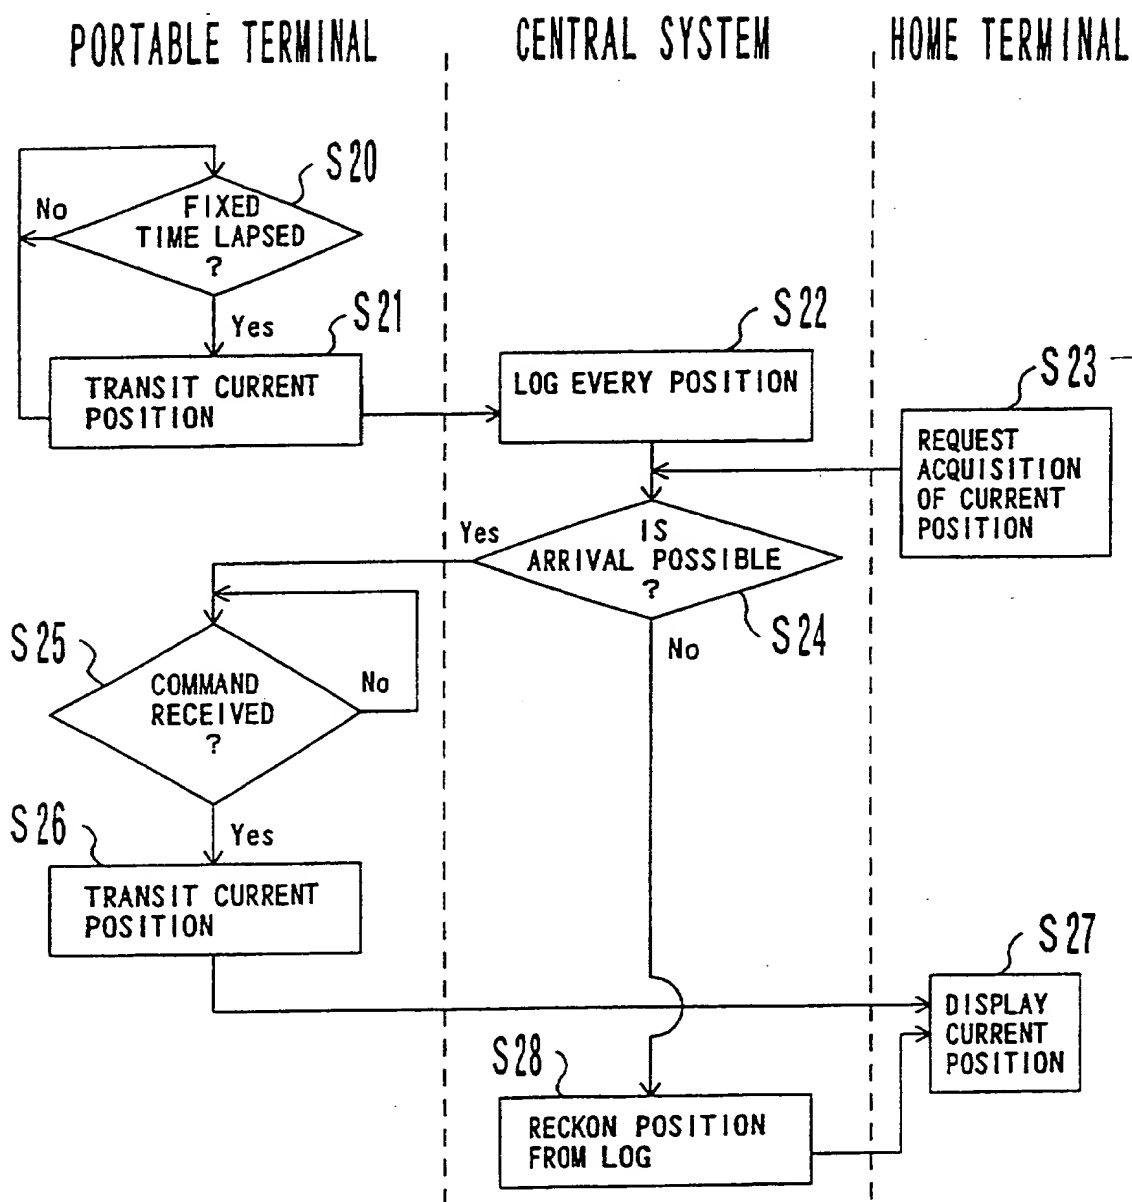 PORTABLE TERMINAL
CENTRAL SYSTEM
HOME TERMINAL
S20
No
FIXED
TIME LAPSED
?
Yes
S21
TRANSIT CURRENT
POSITION
S22
LOG EVERY POSITION
S23
REQUEST
ACQUISITION
OF CURRENT
POSITION
Yes
IS
ARRIVAL POSSIBLE
?
S24
No
S25
COMMAND
RECEIVED
?
No
S26
Yes
TRANSIT CURRENT
POSITION
S27
DISPLAY
CURRENT
POSITION
S28
RECKON POSITION
FROM LOG